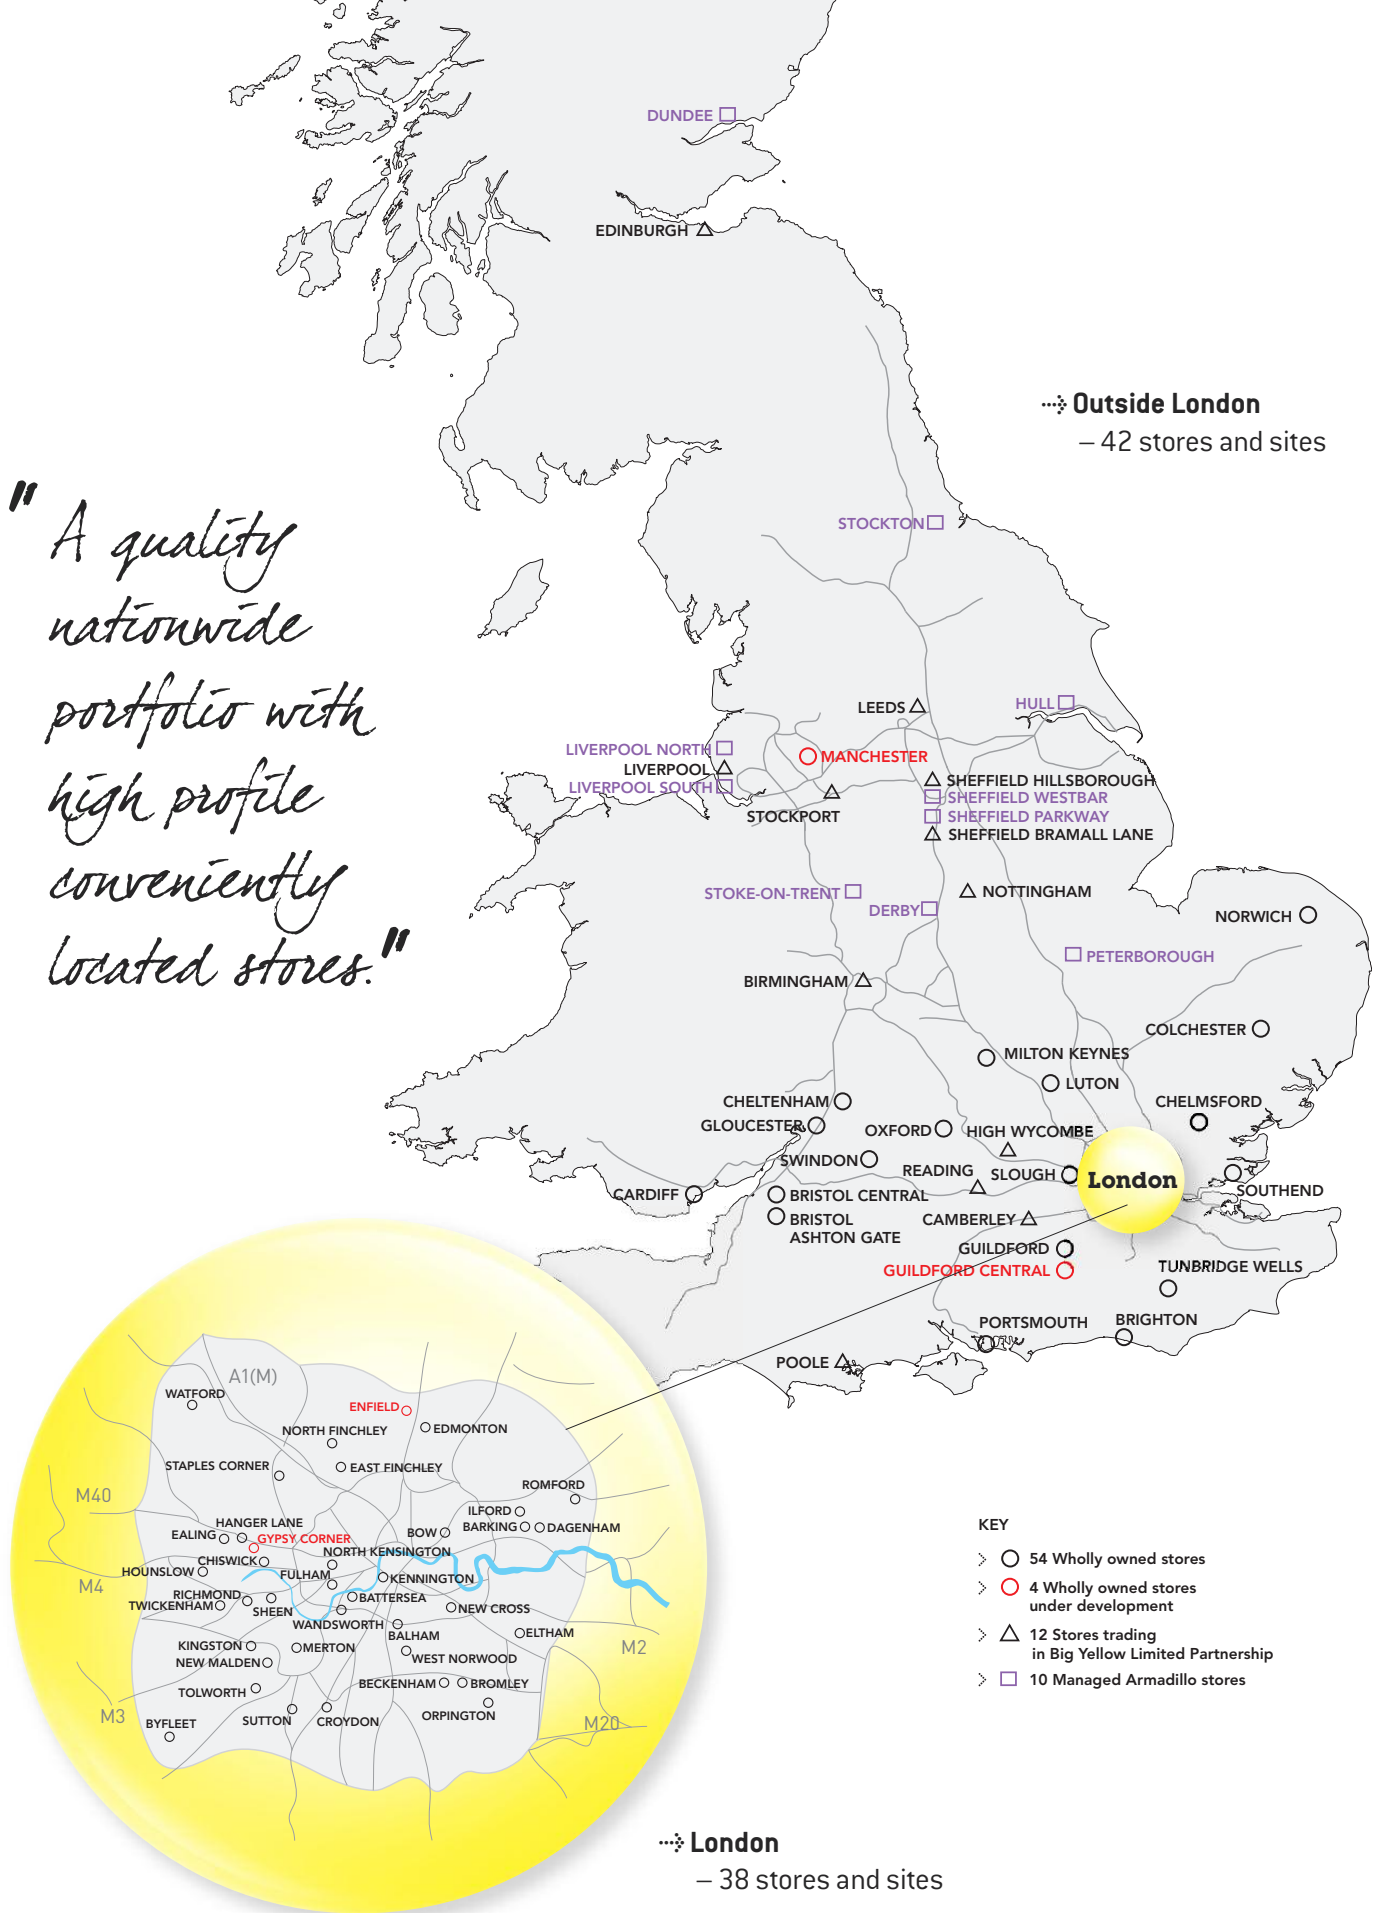 DUNDEE
EDINBURGH
Outside London
– 42 stores and sites
"A quality
nationwide
portfolio with
high profile
conveniently
located stores."
STOCKTON
LEEDS
HULL
LIVERPOOL NORTH
MANCHESTER
LIVERPOOL
LIVERPOOL SOUTH
SHEFFIELD HILLSBOROUGH
SHEFFIELD WESTBAR
STOCKPORT
SHEFFIELD PARKWAY
SHEFFIELD BRAMALL LANE
STOKE-ON-TRENT
NOTTINGHAM
DERBY
NORWICH
PETERBOROUGH
BIRMINGHAM
COLCHESTER
MILTON KEYNES
LUTON
CHELTENHAM
CHELMSFORD
GLOUCESTER
OXFORD
HIGH WYCOMBE
SWINDON
READING
SLOUGH
London
CARDIFF
BRISTOL CENTRAL
SOUTHEND
BRISTOL
ASHTON GATE
CAMBERLEY
GUILDFORD
GUILDFORD CENTRAL
TUNBRIDGE WELLS
PORTSMOUTH
BRIGHTON
POOLE
A1(M)
WATFORD
ENFIELD
NORTH FINCHLEY
EDMONTON
STAPLES CORNER
EAST FINCHLEY
ROMFORD
M40
ILFORD
HANGER LANE
BARKING
DAGENHAM
EALING
GYPSY CORNER
BOW
NORTH KENSINGTON
CHISWICK
HOUNSLOW
FULHAM
KENNINGTON
M4
RICHMOND
BATTERSEA
TWICKENHAM
SHEEN
NEW CROSS
WANDSWORTH
BALHAM
ELTHAM
KINGSTON
MERTON
M2
NEW MALDEN
WEST NORWOOD
TOLWORTH
BECKENHAM
BROMLEY
M3
BYFLEET
SUTTON
CROYDON
ORPINGTON
M20
KEY
54 Wholly owned stores
4 Wholly owned stores
under development
12 Stores trading
in Big Yellow Limited Partnership
10 Managed Armadillo stores
London
– 38 stores and sites